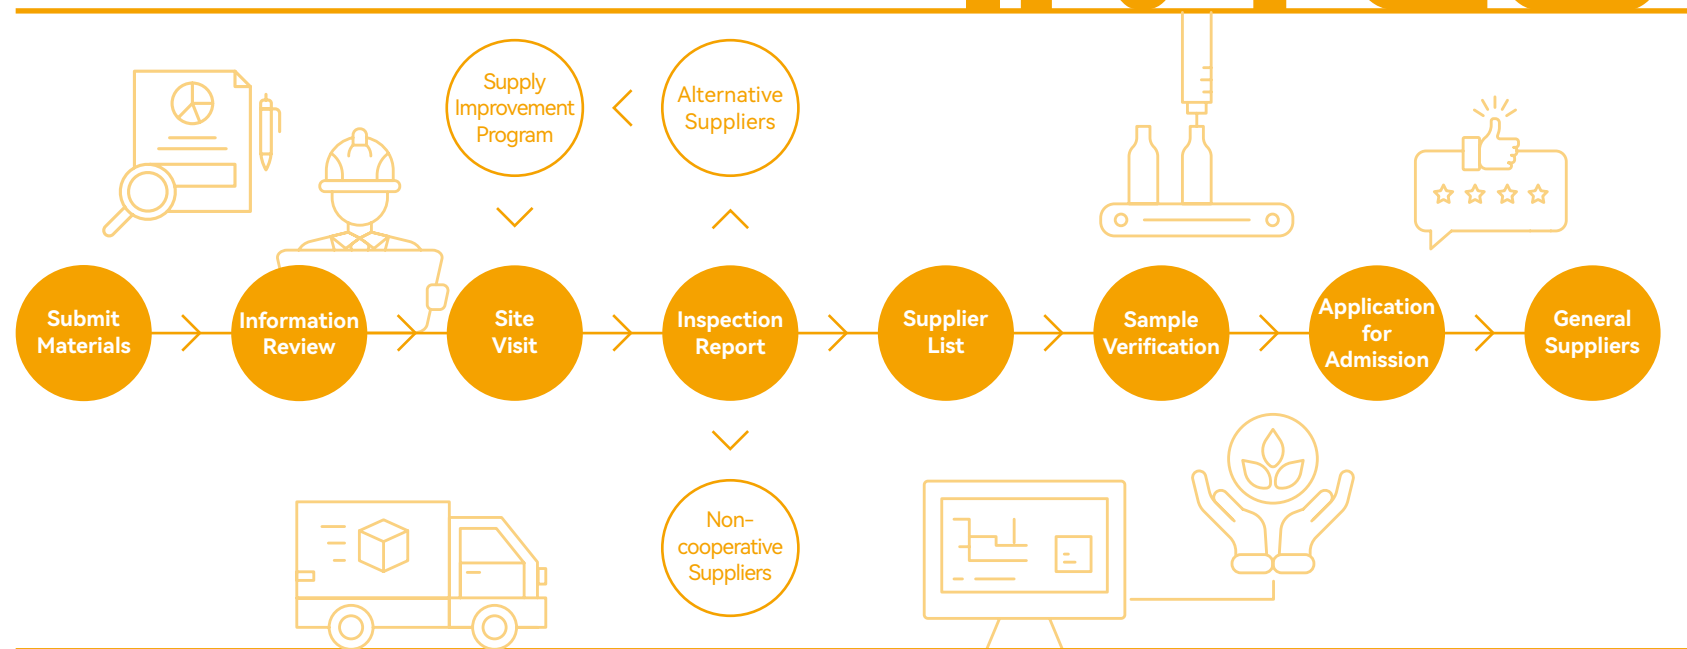 Supply
Improvement
Program
Alternative
Suppliers
Submit
Materials
Information
Review
Site
Visit
Inspection
Report
Supplier
List
Sample
Verification
Application
for
Admission
General
Suppliers
Non-
cooperative
Suppliers